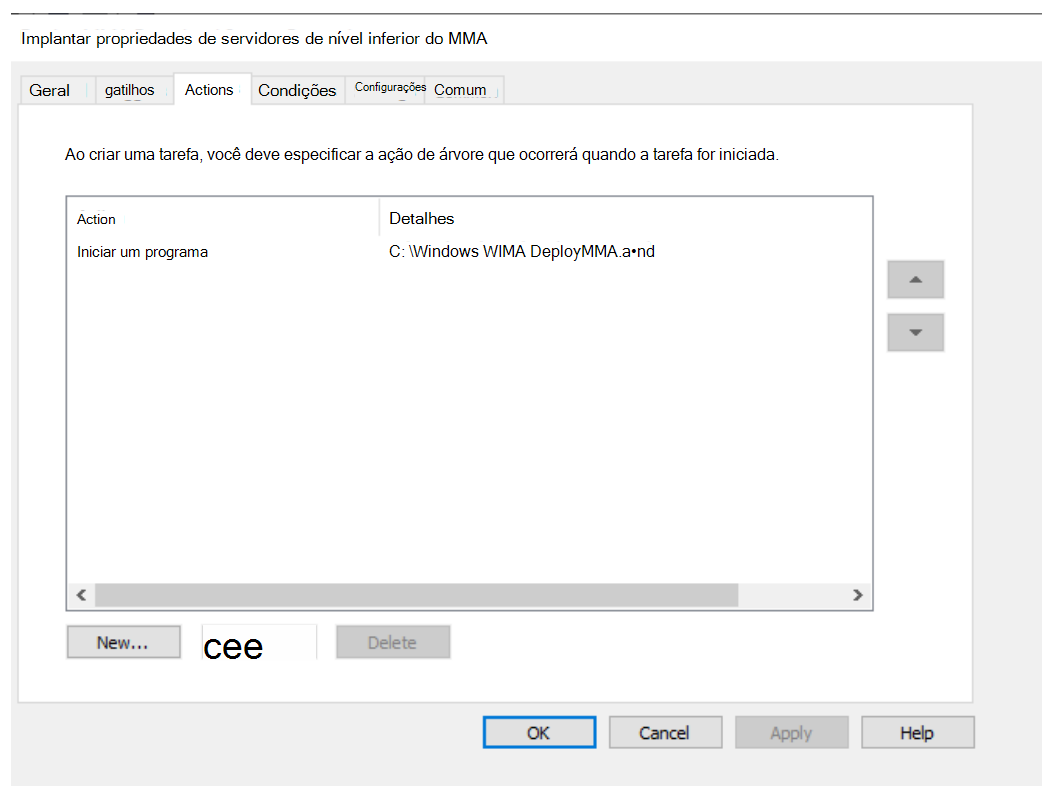 Implantar propriedades de servidores de nível inferior do MMA
Geral gatilhos Actions Condições Configurações Comum
Ao criar uma tarefa, você deve especificar a ação de árvore que ocorrerá quando a tarefa for iniciada.
Action Detalhes
Iniciar um programa C: \Windows WIMA DeployMMA.a•nd
New... cee Delete
OK Cancel Apply Help